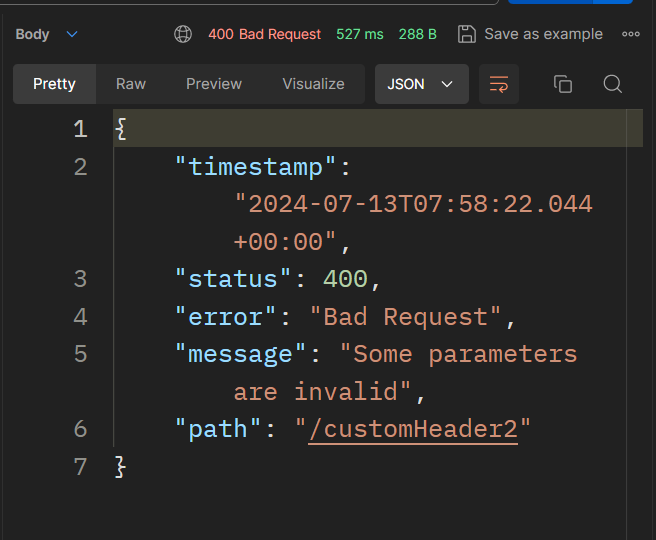 Body 400 Bad Request 527 ms 288 B Save as example
Pretty Raw Preview Visualize JSON
1 {
2 "timestamp":
"2024-07-13T07:58:22.044
+00:00",
3 "status": 400,
4 "error": "Bad Request",
5 "message": "Some parameters
are invalid",
6 "path": "/customHeader2"
7 }